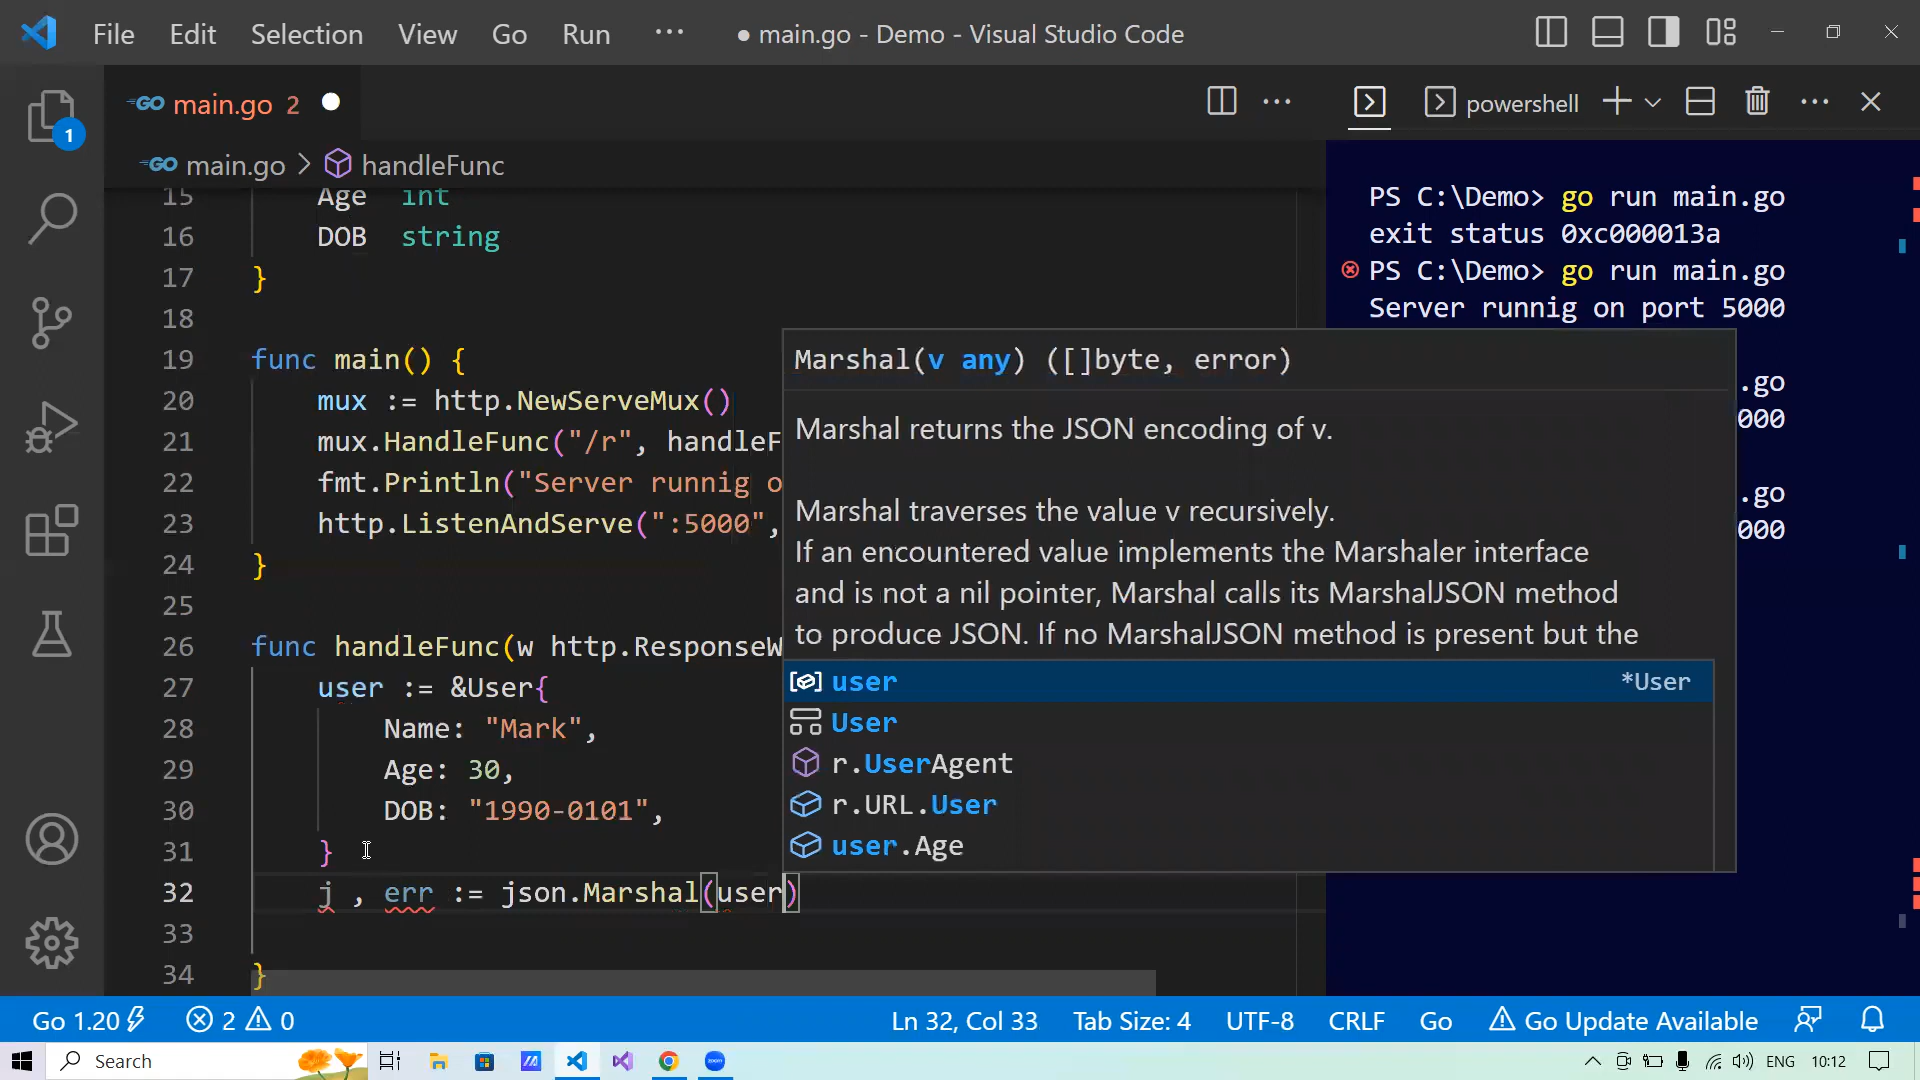 File Edit Selection View Go Run ··· ● main.go - Demo - Visual Studio Code
GO main.go 2 ●
powershell
GO main.go > handleFunc
1
15 Age int
16 DOB string
17 }
18
19 func main() {
20 mux := http.NewServeMux()
21 mux.HandleFunc("/r", handleF
22 fmt.Println("Server runnig o
23 http.ListenAndServe(":5000",
24 }
25
26 func handleFunc(w http.ResponseW
27 user := &User{
28 Name: "Mark",
29 Age: 30,
30 DOB: "1990-0101",
31 }
32 j , err := json.Marshal(user)
33
34 }
Marshal(v any) ([]byte, error)
Marshal returns the JSON encoding of v.
Marshal traverses the value v recursively.
If an encountered value implements the Marshaler interface
and is not a nil pointer, Marshal calls its MarshalJSON method
to produce JSON. If no MarshalJSON method is present but the
user *User
User
r.UserAgent
r.URL.User
user.Age
PS C:\Demo> go run main.go
exit status 0xc000013a
PS C:\Demo> go run main.go
Server runnig on port 5000
.go
000
.go
000
Go 1.20 2 0 Ln 32, Col 33 Tab Size: 4 UTF-8 CRLF Go Go Update Available
Search ENG 10:12